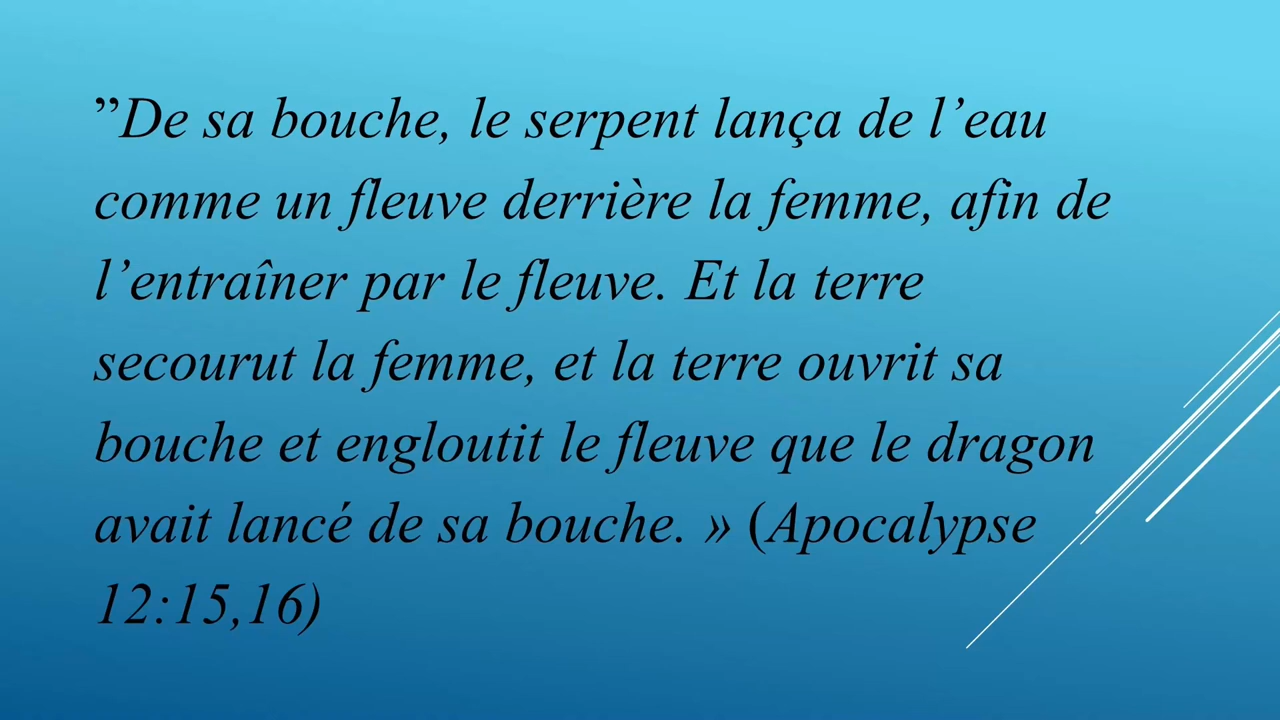 ”De sa bouche, le serpent lança de l’eau
comme un fleuve derrière la femme, afin de
l’entraîner par le fleuve. Et la terre
secourut la femme, et la terre ouvrit sa
bouche et engloutit le fleuve que le dragon
avait lancé de sa bouche. » (Apocalypse
12:15,16)